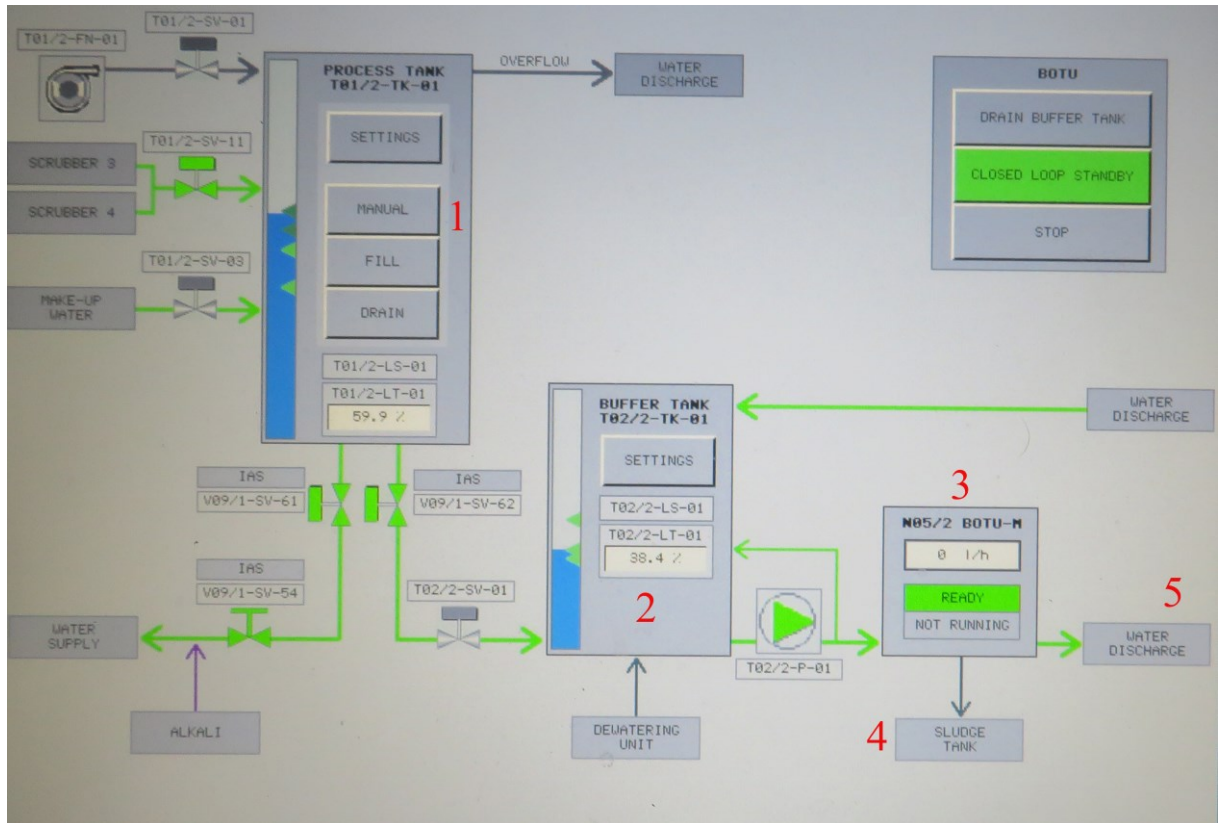 T01/2-SV-01
T01/2-FN-01
PROCESS TANK
T01/2-TK-01
OVERFLOW
WATER
DISCHARGE
BOTU
DRAIN BUFFER TANK
CLOSED LOOP STANDBY
STOP
SETTINGS
T01/2-SV-11
SCRUBBER 3
SCRUBBER 4
MANUAL
1
FILL
DRAIN
T01/2-SV-03
MAKE-UP
WATER
T01/2-LS-01
T01/2-LT-01
59.9 %
BUFFER TANK
T02/2-TK-01
WATER
DISCHARGE
SETTINGS
IAS
V09/1-SV-61
IAS
V09/1-SV-62
T02/2-LS-01
T02/2-LT-01
38.4 %
3
N05/2 BOTU-M
0 l/h
READY
NOT RUNNING
IAS
V09/1-SV-54
T02/2-SV-01
2
5
WATER
SUPPLY
T02/2-P-01
WATER
DISCHARGE
ALKALI
DEWATERING
UNIT
4
SLUDGE
TANK